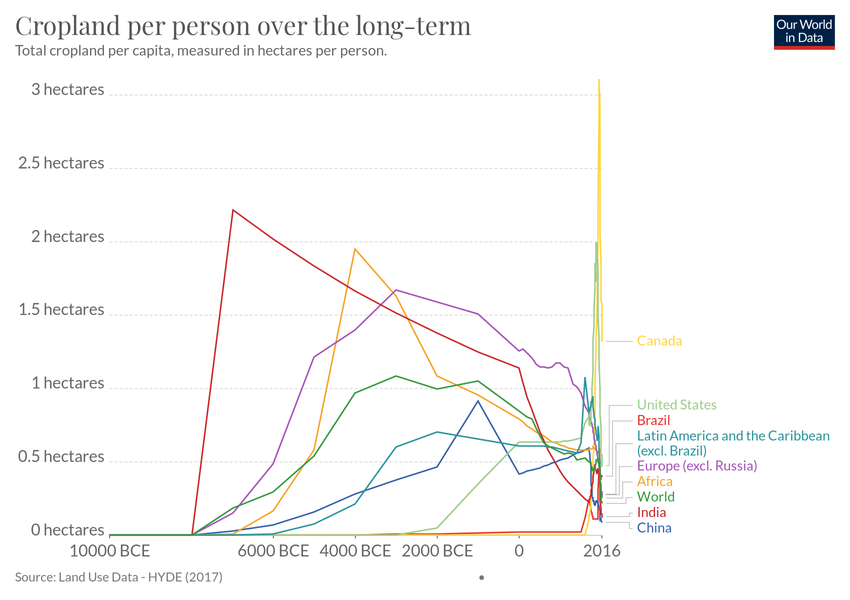 Cropland per person over the long-term
Our World
in Data
Total cropland per capita, measured in hectares per person.
3 hectares
2.5 hectares
2 hectares
1.5 hectares
1 hectares
0.5 hectares
0 hectares
Canada
United States
Brazil
Latin America and the Caribbean
(excl. Brazil)
Europe (excl. Russia)
Africa
World
India
China
10000 BCE
6000 BCE
4000 BCE
2000 BCE
0
2016
Source: Land Use Data - HYDE (2017)